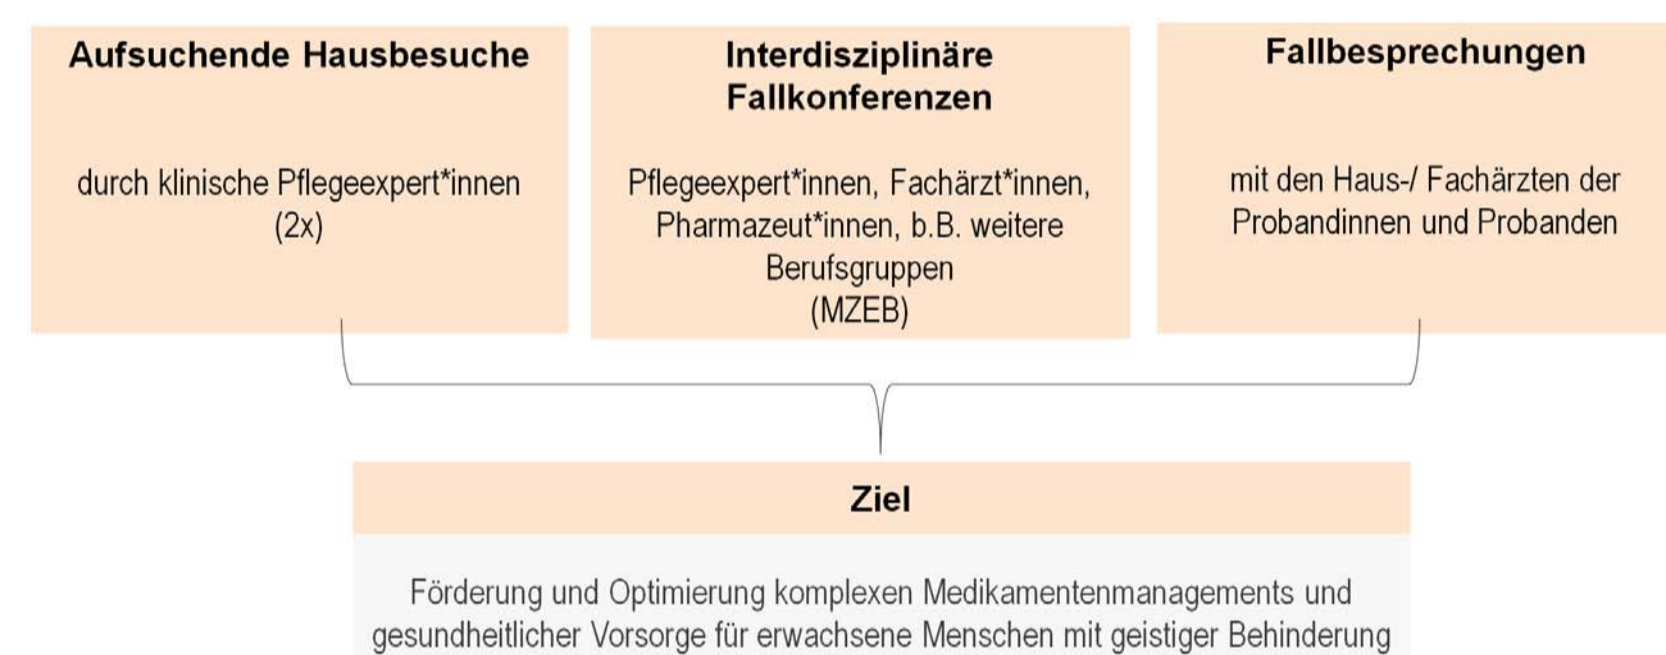 Aufsuchende Hausbesuche
durch klinische Pflegeexpert*innen
(2x)
Interdisziplinäre
Fallkonferenzen
Pflegeexpert*innen, Fachärzt*innen,
Pharmazeut*innen, b.B. weitere
Berufsgruppen
(MZEB)
Fallbesprechungen
mit den Haus-/ Fachärzten der
Probandinnen und Probanden
Ziel
Förderung und Optimierung komplexen Medikamentenmanagements und
gesundheitlicher Vorsorge für erwachsene Menschen mit geistiger Behinderung